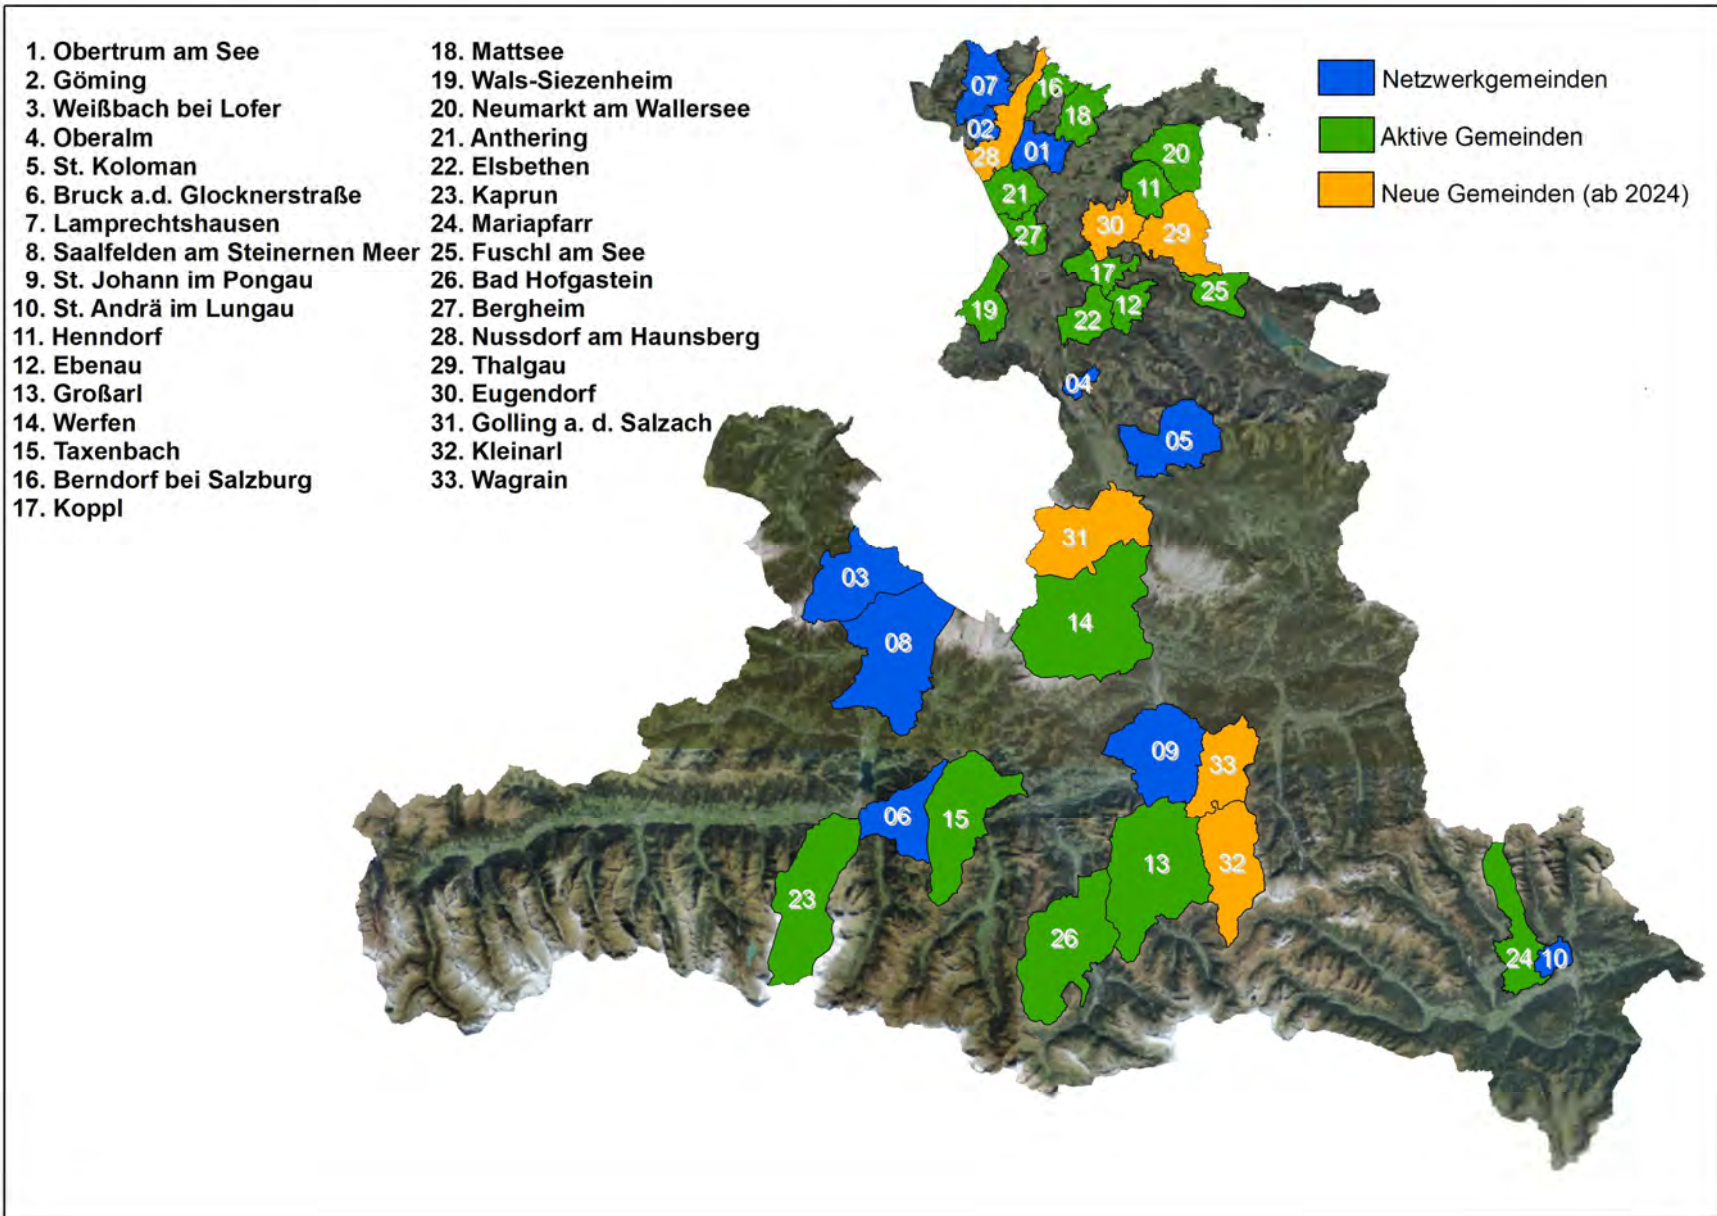 1. Obertrum am See
2. Göming
3. Weißbach bei Lofer
4. Oberalm
5. St. Koloman
6. Bruck a.d. Glocknerstraße
7. Lamprechtshausen
8. Saalfelden am Steinernen Meer
9. St. Johann im Pongau
10. St. Andrä im Lungau
11. Henndorf
12. Ebenau
13. Großarl
14. Werfen
15. Taxenbach
16. Berndorf bei Salzburg
17. Koppl
18. Mattsee
19. Wals-Siezenheim
20. Neumarkt am Wallersee
21. Anthering
22. Elsbethen
23. Kaprun
24. Mariapfarr
25. Fuschl am See
26. Bad Hofgastein
27. Bergheim
28. Nussdorf am Haunsberg
29. Thalgau
30. Eugendorf
31. Golling a. d. Salzach
32. Kleinarl
33. Wagrain
Netzwerkgemeinden
Aktive Gemeinden
Neue Gemeinden (ab 2024)
07
16
18
02
01
28
20
11
21
30
29
27
17
25
12
19
22
04
05
31
03
14
08
09
33
06
15
13
32
23
26
24
10